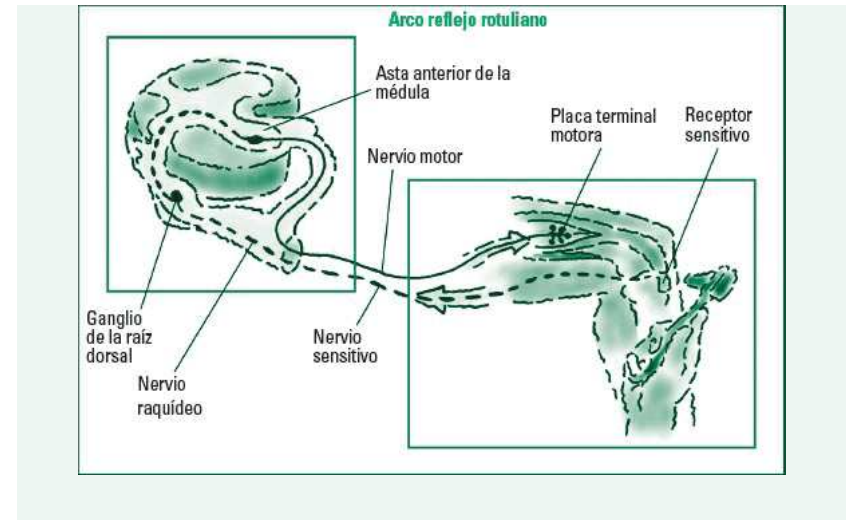 Arco reflejo rotuliano
Asta anterior de la
médula
Placa terminal
motora
Receptor
sensitivo
Nervio motor
Ganglio
de la raíz
dorsal
Nervio
sensitivo
Nervio
raquídeo